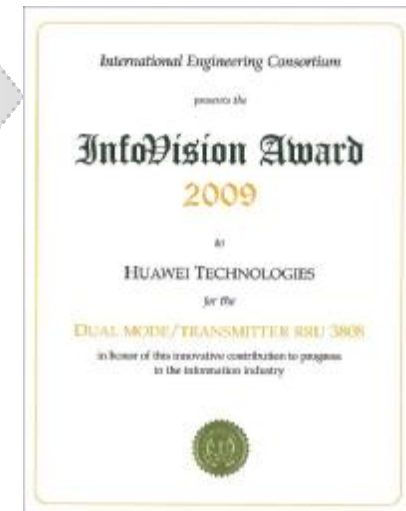 International Engineering Consortium
presents the
InfoVision Award
2009
to
HUAWEI TECHNOLOGIES
for the
DUAL MODE/TRANSMITTER RRU 3808
in honor of this innovative contribution to progress
in the information industry